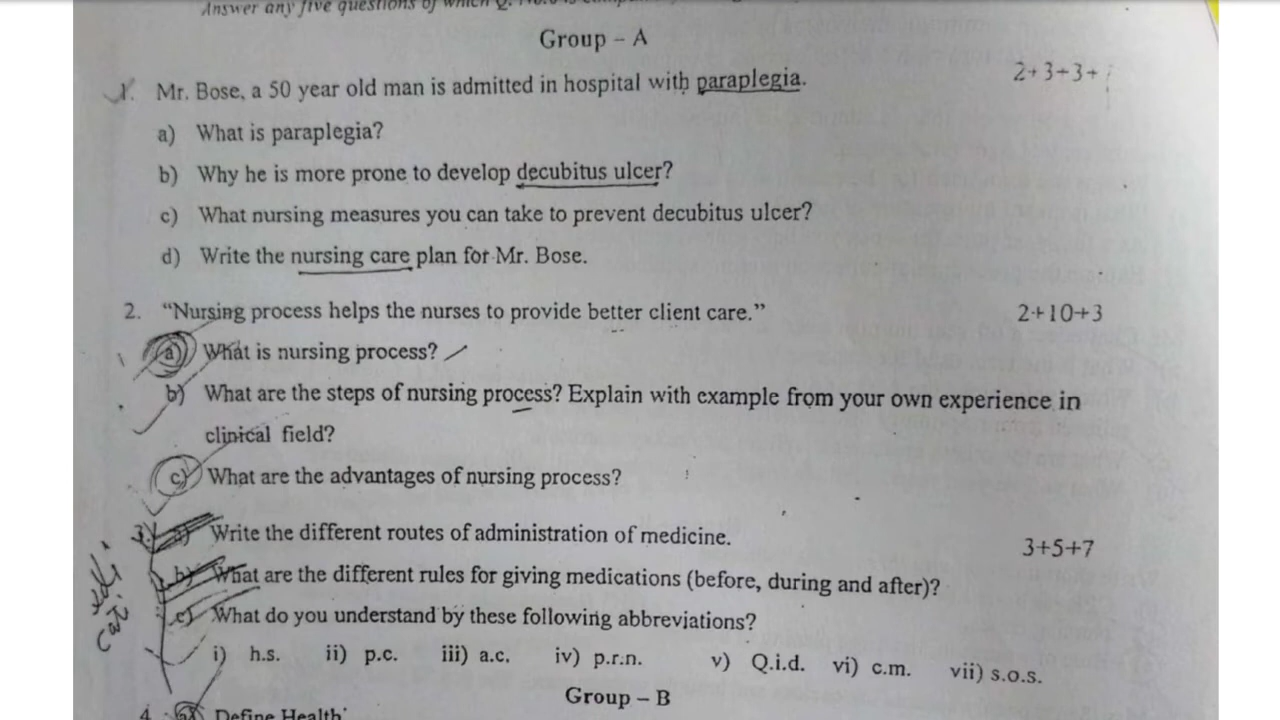 Answer any five questions of which Q.
Group – A
1. Mr. Bose, a 50 year old man is admitted in hospital with paraplegia. 2+3+3+
a) What is paraplegia?
b) Why he is more prone to develop decubitus ulcer?
c) What nursing measures you can take to prevent decubitus ulcer?
d) Write the nursing care plan for Mr. Bose.
2. “Nursing process helps the nurses to provide better client care.” 2+10+3
a) What is nursing process?
b) What are the steps of nursing process? Explain with example from your own experience in
clinical field?
c) What are the advantages of nursing process?
3. a) Write the different routes of administration of medicine. 3+5+7
b) What are the different rules for giving medications (before, during and after)?
c) What do you understand by these following abbreviations?
i) h.s. ii) p.c. iii) a.c. iv) p.r.n. v) Q.i.d. vi) c.m. vii) s.o.s.
Group – B
4. Define Health